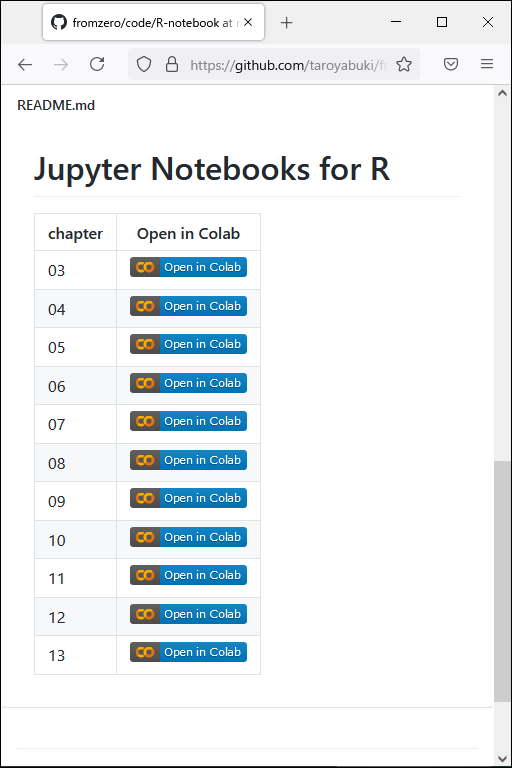 fromzero/code/R-notebook at
https://github.com/taroyabuki/
README.md
Jupyter Notebooks for R
chapter Open in Colab
03 Open in Colab
04 Open in Colab
05 Open in Colab
06 Open in Colab
07 Open in Colab
08 Open in Colab
09 Open in Colab
10 Open in Colab
11 Open in Colab
12 Open in Colab
13 Open in Colab